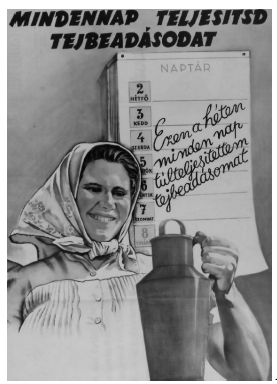 MINDENNAP TELJESITSD
TEJBEADÁSODAT
NAPTÁR
2
HÉTFŐ
3
KEDD
4
SZERDA
5
6
7
SZOMBAT
8
Ezen a héten
minden nap
túlteljesítettem
tejbeadásomat